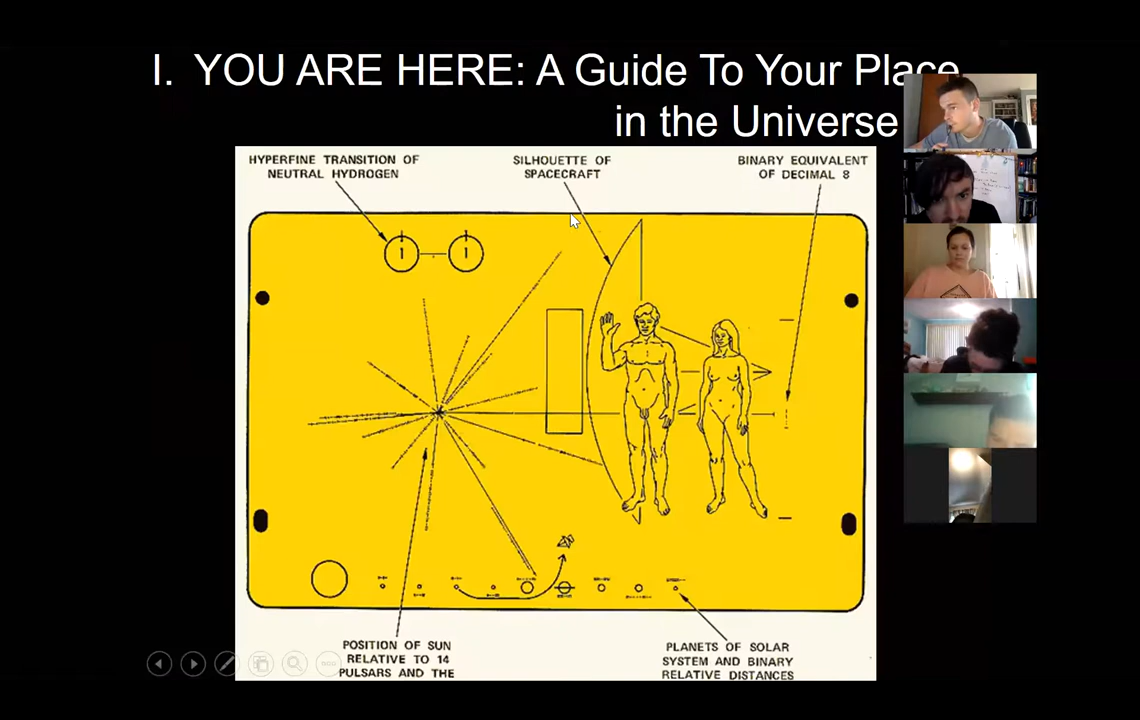 I. YOU ARE HERE: A Guide To Your Place
in the Universe
HYPERFINE TRANSITION OF
NEUTRAL HYDROGEN
SILHOUETTE OF
SPACECRAFT
BINARY EQUIVALENT
OF DECIMAL 8
POSITION OF SUN
RELATIVE TO 14
PULSARS AND THE
PLANETS OF SOLAR
SYSTEM AND BINARY
RELATIVE DISTANCES